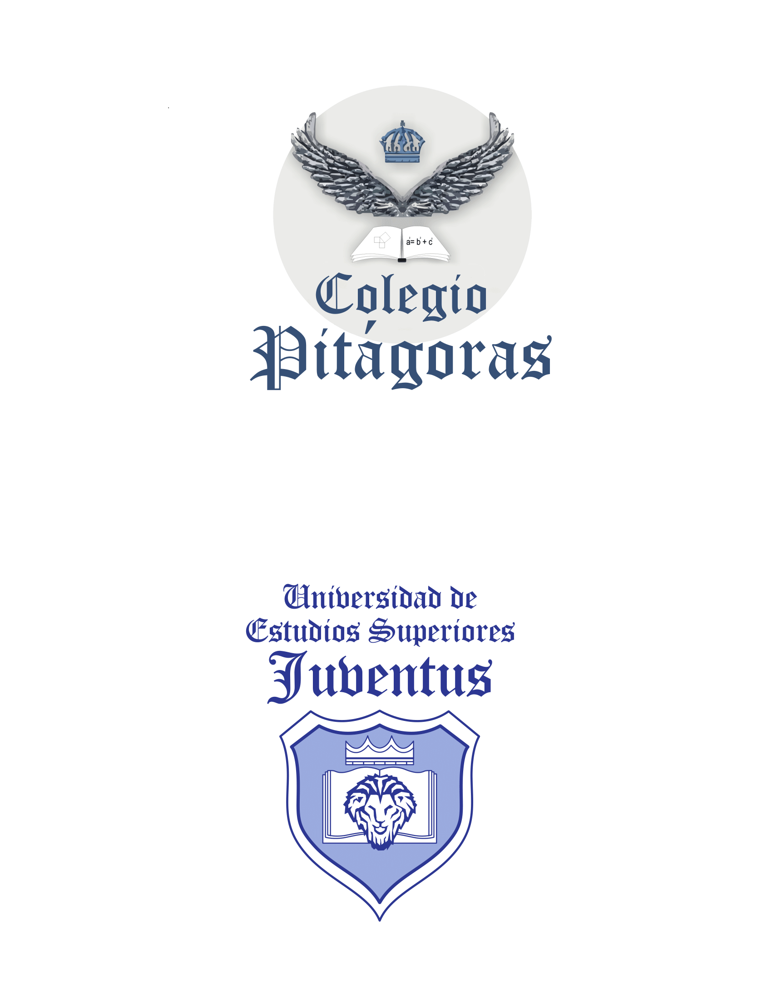 a²= b² + c²
Colegio
Pitágoras
Universidad de
Estudios Superiores
Juventus